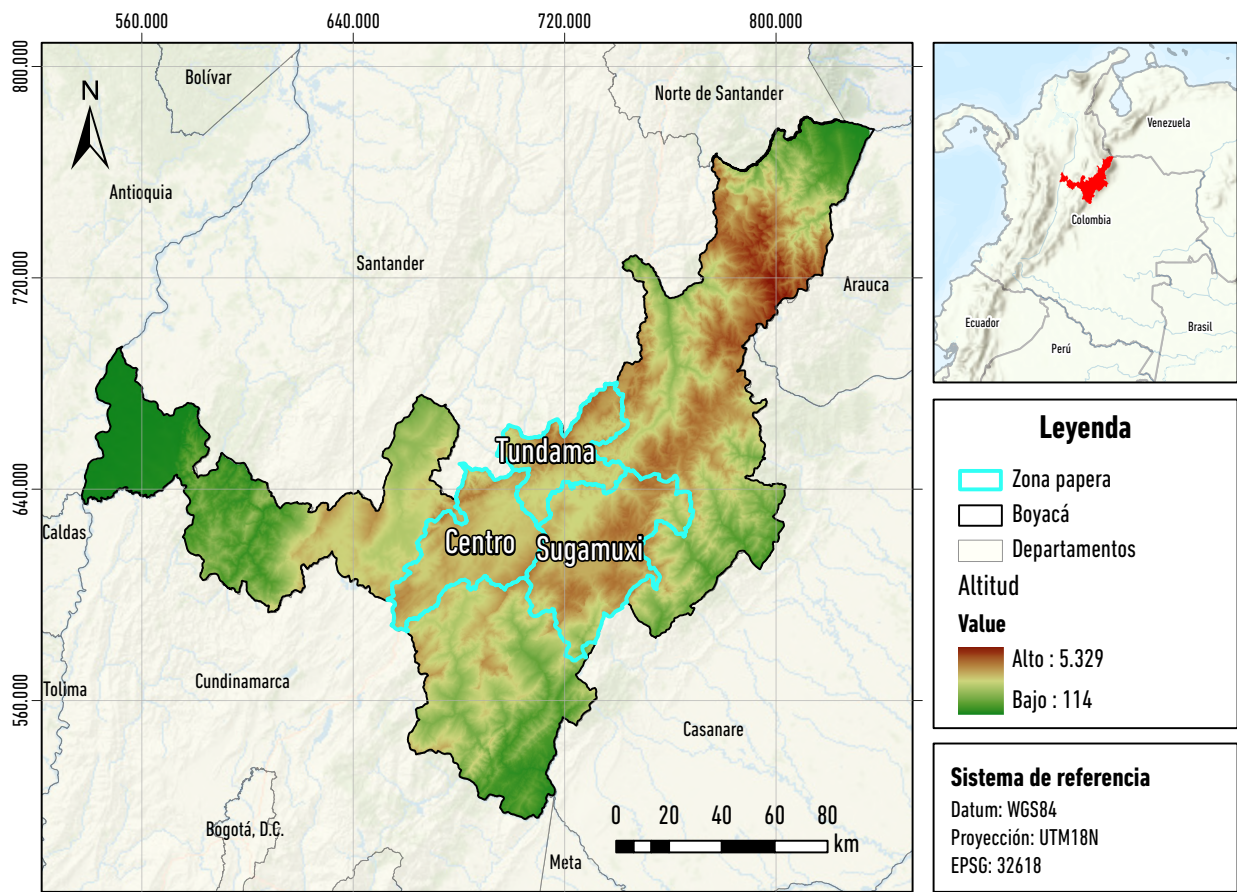 560.000 640.000 720.000 800.000
800.000
720.000
640.000
560.000
N
Bolívar
Norte de Santander
Antioquia
Santander
Arauca
Tundama
Centro
Sugamuxi
Caldas
Tolima
Cundinamarca
Casanare
Bogotá, D.C.
Meta
0 20 40 60 80
km
Venezuela
Colombia
Ecuador
Perú
Brasil
Leyenda
Zona papera
Boyacá
Departamentos
Altitud
Value
Alto : 5.329
Bajo : 114
Sistema de referencia
Datum: WGS84
Proyección: UTM18N
EPSG: 32618